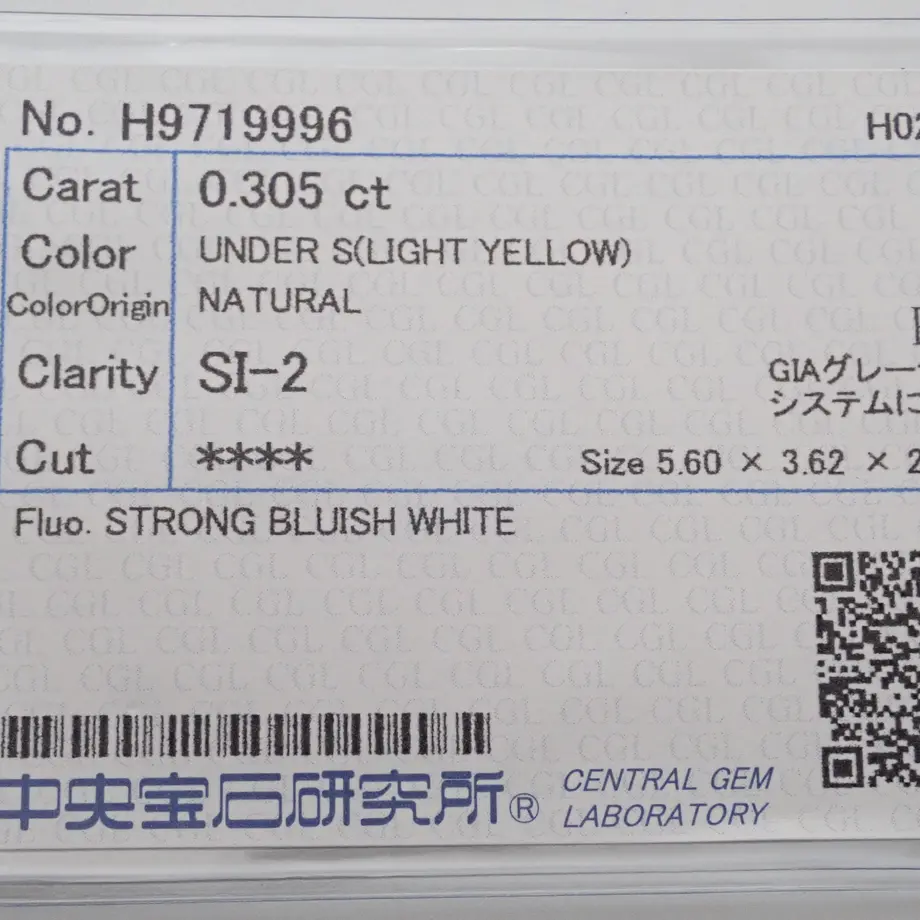 No. H9719996 H02
Carat 0.305 ct
Color UNDER S(LIGHT YELLOW)
ColorOrigin NATURAL
Clarity SI-2
GIAグレー
システムに
Cut **** Size 5.60 × 3.62 × 2
Fluo. STRONG BLUISH WHITE
中央宝石研究所® CENTRAL GEM
LABORATORY